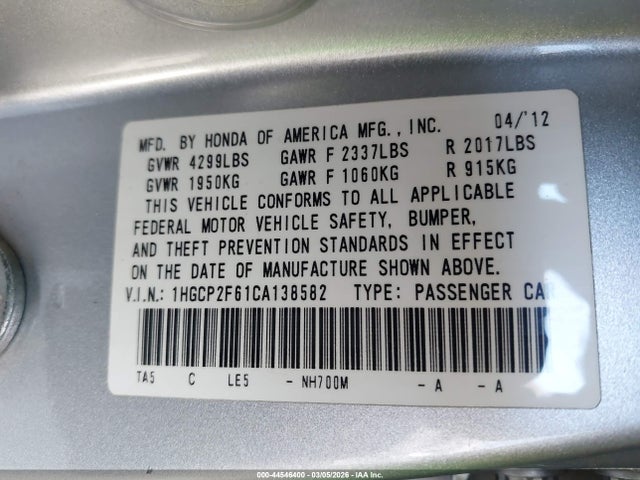 MFD. BY HONDA OF AMERICA MFG., INC. 04/'12
GVWR 4299LBS GAWR F 2337LBS R 2017LBS
GVWR 1950KG GAWR F 1060KG R 915KG
THIS VEHICLE CONFORMS TO ALL APPLICABLE
FEDERAL MOTOR VEHICLE SAFETY, BUMPER,
AND THEFT PREVENTION STANDARDS IN EFFECT
ON THE DATE OF MANUFACTURE SHOWN ABOVE.
V.I.N.: 1HGCP2F61CA138582 TYPE: PASSENGER CAR
TA5 C LE5 - NH700M - A - A
000-44546400 - 03/05/2026 - IAA Inc.